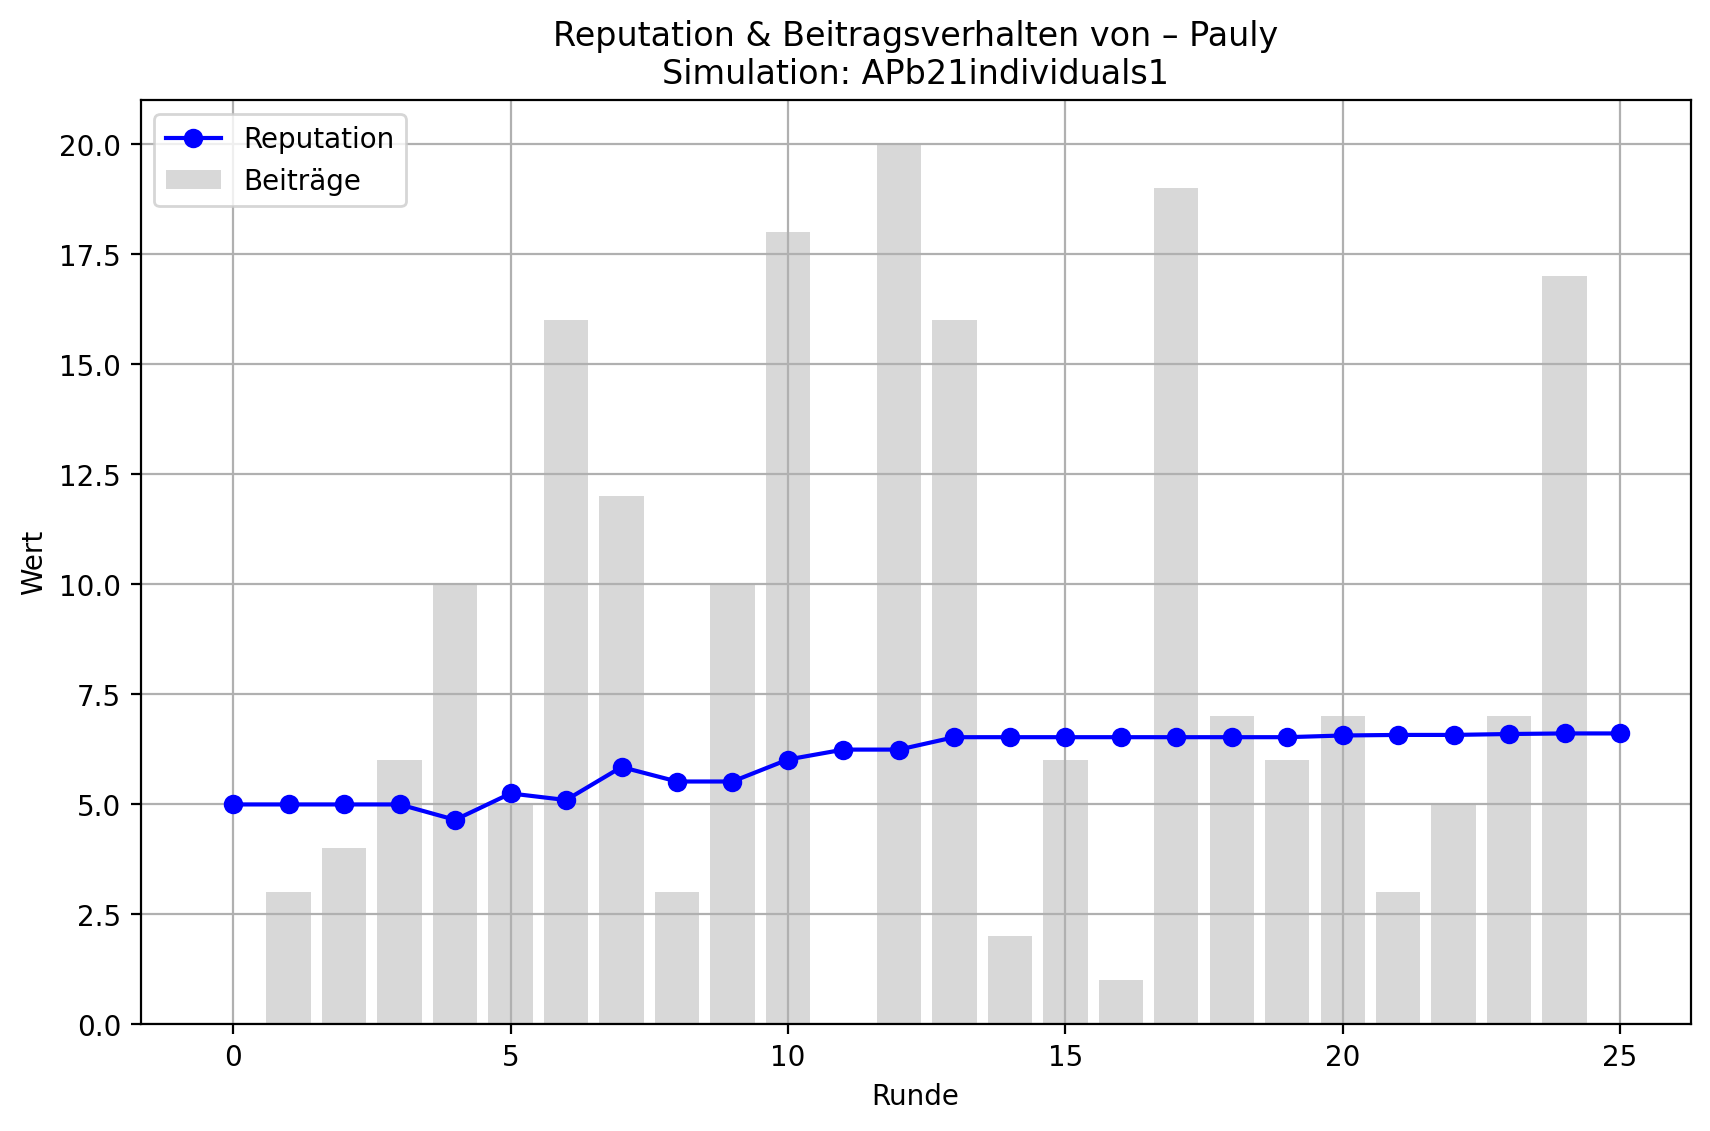 Reputation & Beitragsverhalten von – Pauly
Simulation: APb21individuals1
Reputation
Beiträge
20.0
17.5
15.0
12.5
10.0
7.5
5.0
2.5
0.0
Wert
0 5 10 15 20 25
Runde